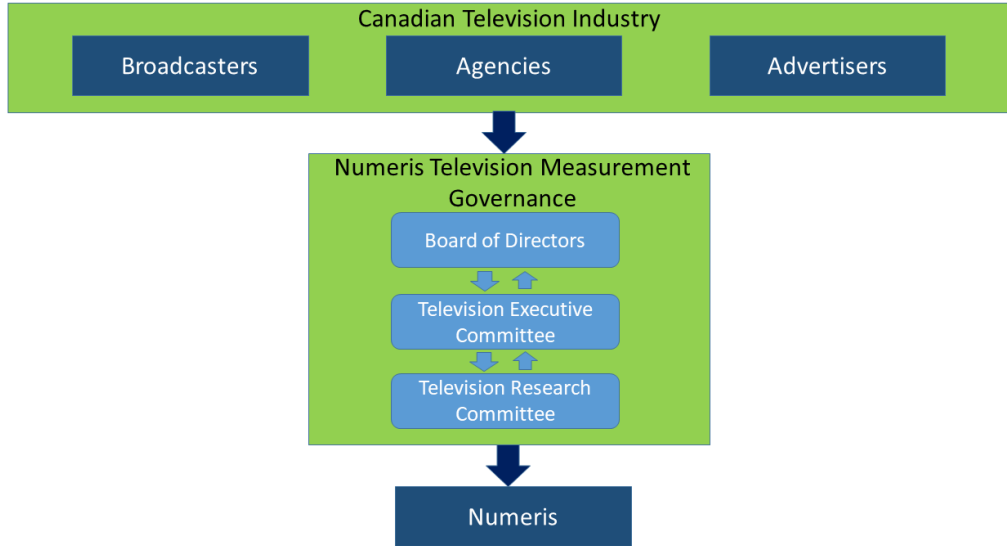 Canadian Television Industry
Broadcasters
Agencies
Advertisers
Numeris Television Measurement
Governance
Board of Directors
Television Executive
Committee
Television Research
Committee
Numeris